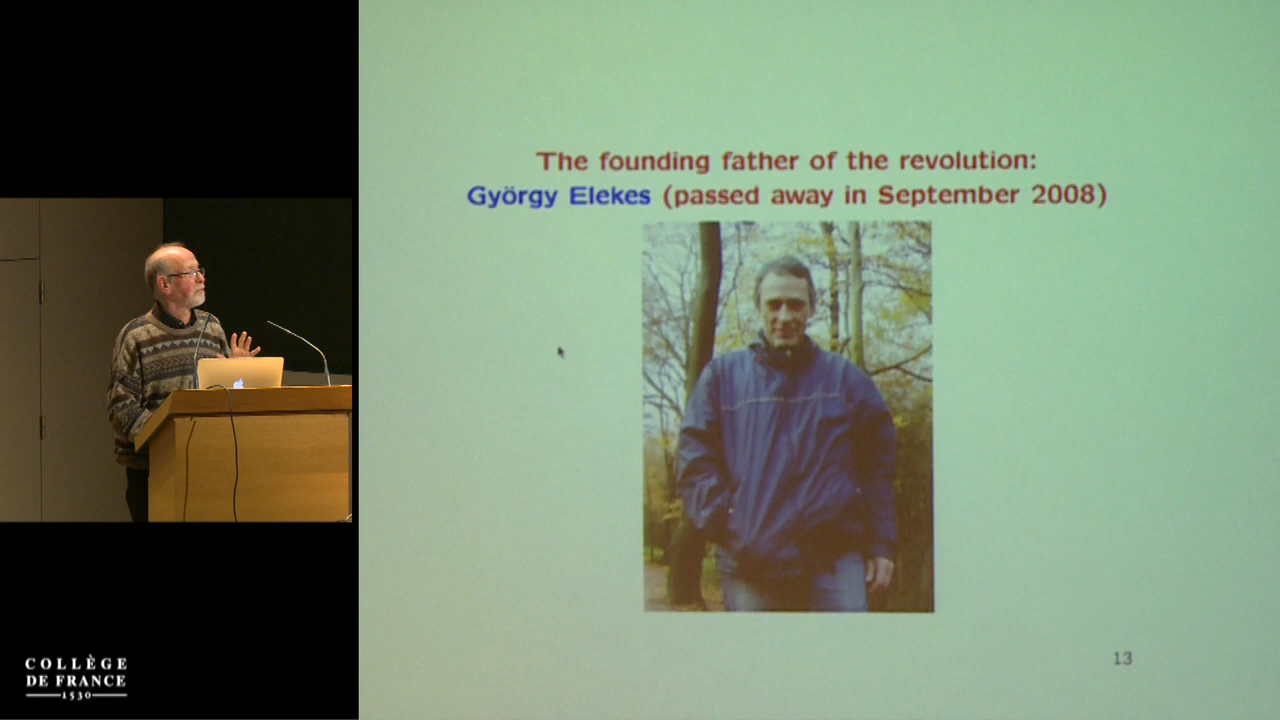 The founding father of the revolution:
György Elekes (passed away in September 2008)
13
COLLÈGE
DE FRANCE
1530